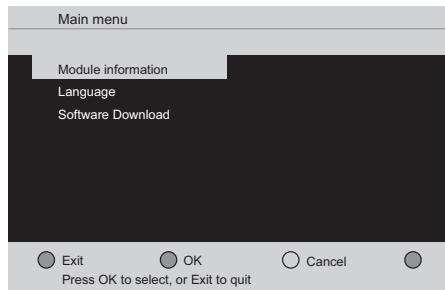 Main menu
Module information
Language
Software Download
Exit OK Cancel
Press OK to select, or Exit to quit